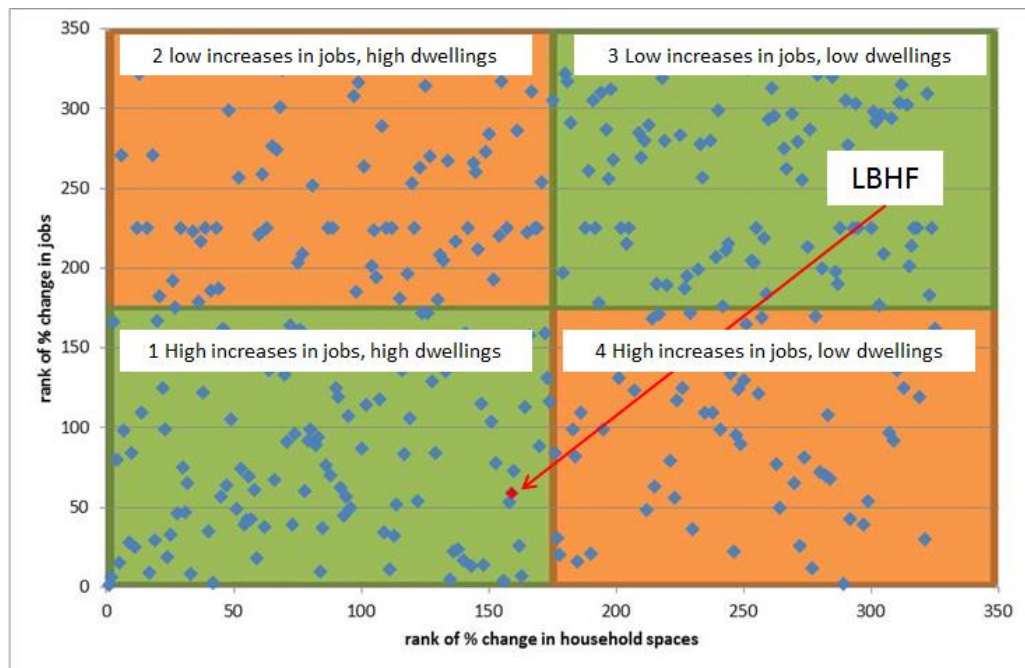 350
300
250
200
150
100
50
0
rank of % change in jobs
2 low increases in jobs, high dwellings
3 Low increases in jobs, low dwellings
LBHF
1 High increases in jobs, high dwellings
4 High increases in jobs, low dwellings
0 50 100 150 200 250 300 350
rank of % change in household spaces